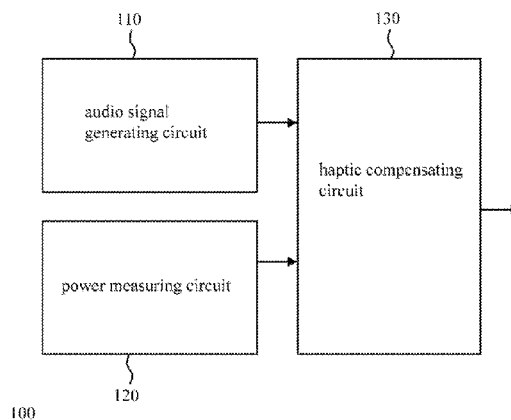 110
130
audio signal
generating circuit
haptic compensating
circuit
power measuring circuit
120
100